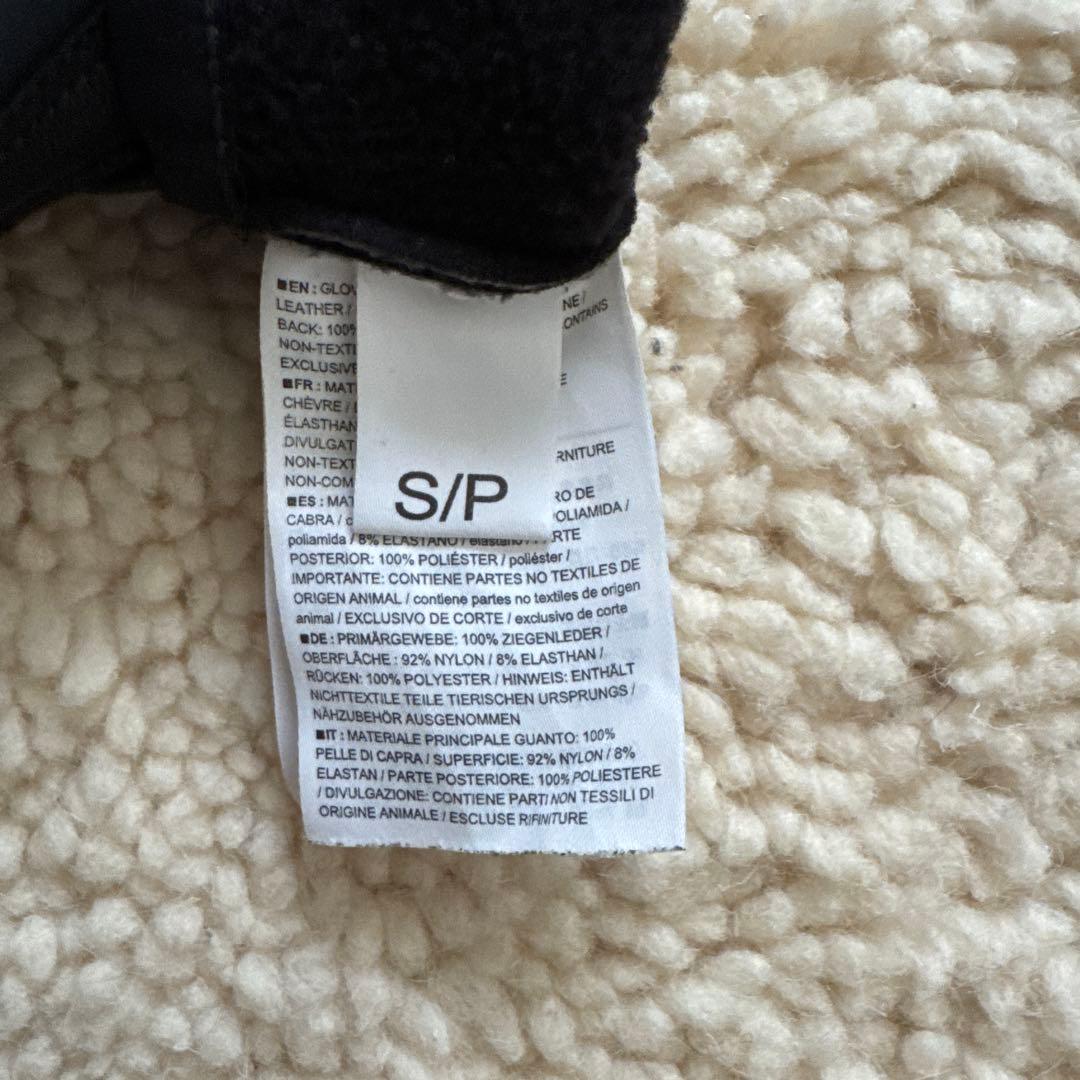 ■EN : GLO
LEATHER /
BACK: 100%
NON-TEXTI
EXCLUSIVE
NE /
ONTAINS
E
■FR : MAT
CHÈVRE /
ÉLASTHAN
DIVULGAT
NON-TEXT
NON-COM
RNITURE
S/P
■ES : MAT
RO DE
CABRA / c
OLIAMIDA /
poliamida / 8% ELASTANO / elastano / RTE
POSTERIOR: 100% POLIÉSTER / poliéster /
IMPORTANTE: CONTIENE PARTES NO TEXTILES DE
ORIGEN ANIMAL / contiene partes no textiles de origen
animal / EXCLUSIVO DE CORTE / exclusivo de corte
■DE : PRIMÄRGEWEBE: 100% ZIEGENLEDER /
OBERFLÄCHE : 92% NYLON / 8% ELASTHAN /
RÜCKEN: 100% POLYESTER / HINWEIS: ENTHÄLT
NICHTTEXTILE TEILE TIERISCHEN URSPRUNGS /
NÄHZUBEHÖR AUSGENOMMEN
■IT : MATERIALE PRINCIPALE GUANTO: 100%
PELLE DI CAPRA / SUPERFICIE: 92% NYLON / 8%
ELASTAN / PARTE POSTERIORE: 100% POLIESTERE
/ DIVULGAZIONE: CONTIENE PARTI NON TESSILI DI
ORIGINE ANIMALE / ESCLUSE RIFINITURE